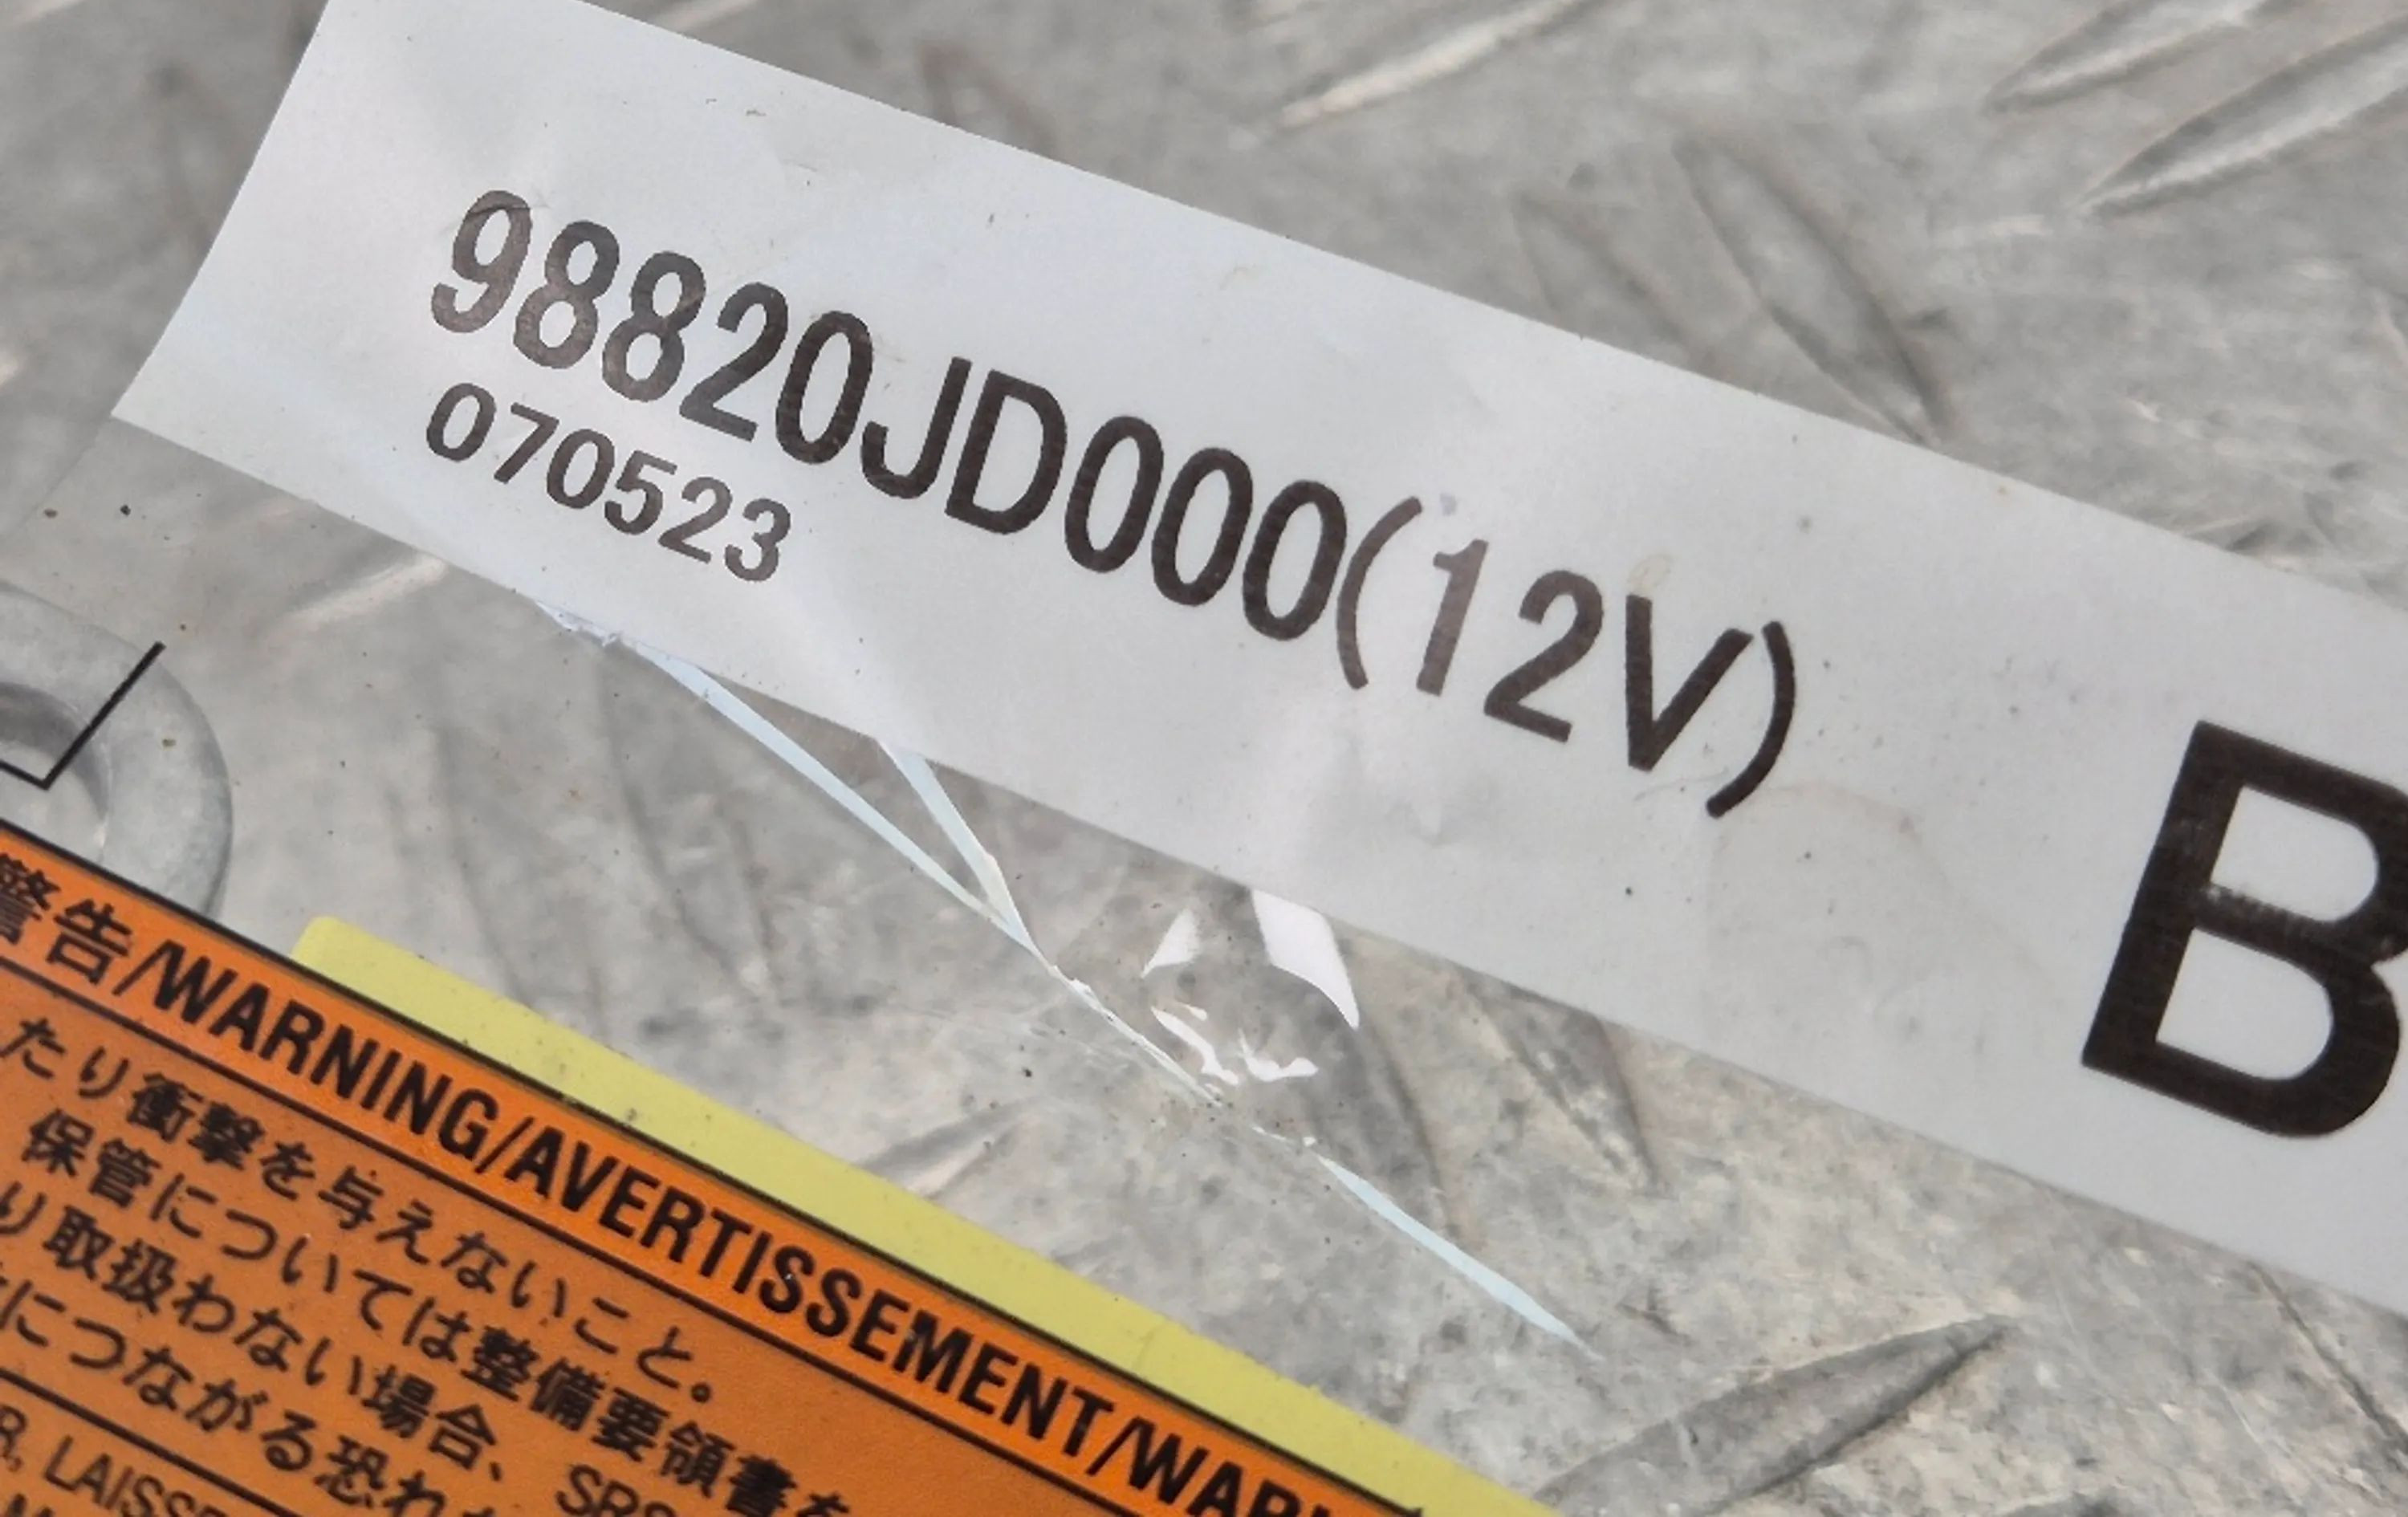 98820JD000(12V)
070523
B
警告/WARNING/AVERTISSEMENT/
たり衝撃を与えないこと。
保管については整備要領書を
り取扱わない場合、SRS
につながる恐れ
LAISSE